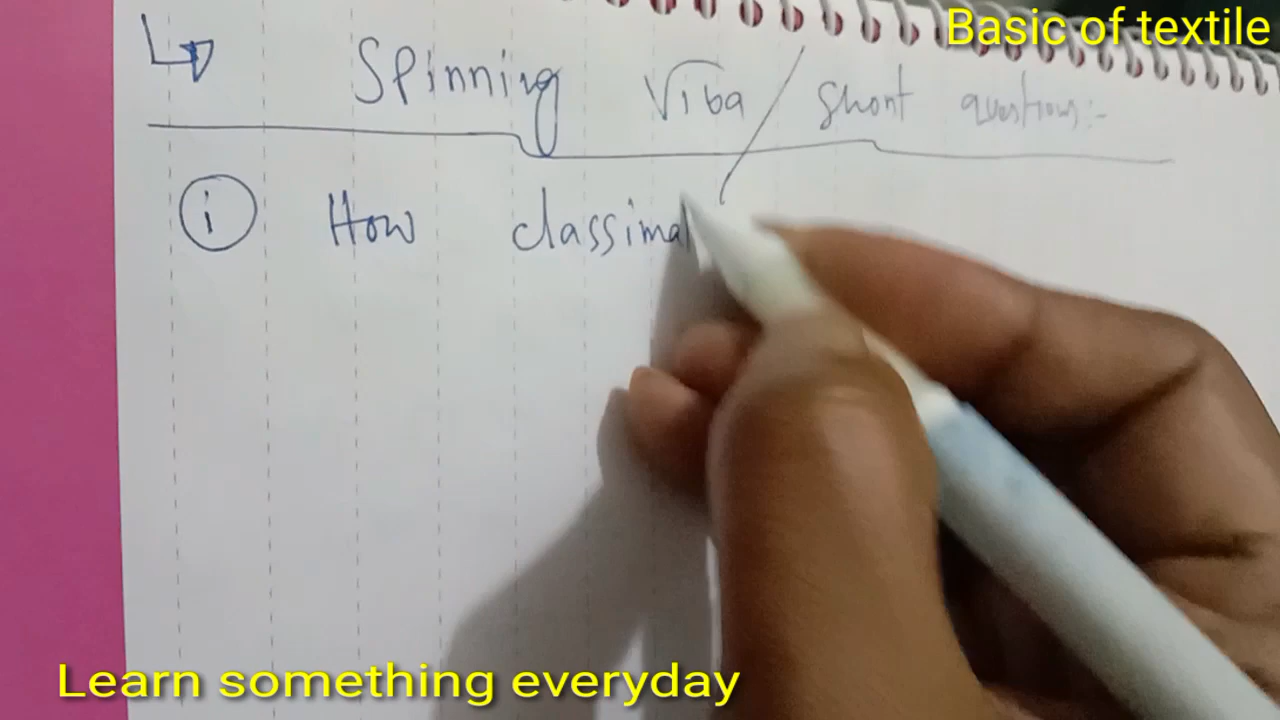 Basic of textile
Spinning Viba / Short questions:-
i How classimal
Learn something everyday